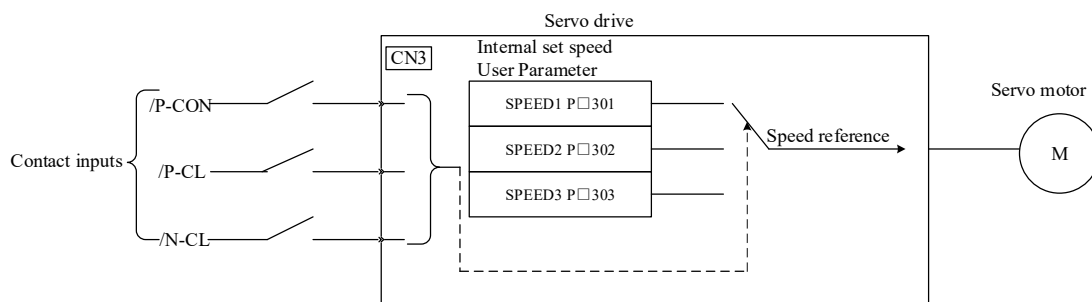 Servo drive
CN3
Internal set speed
User Parameter
SPEED1 P□301
SPEED2 P□302
SPEED3 P□303
Speed reference
Servo motor
M
Contact inputs
/P-CON
/P-CL
/N-CL